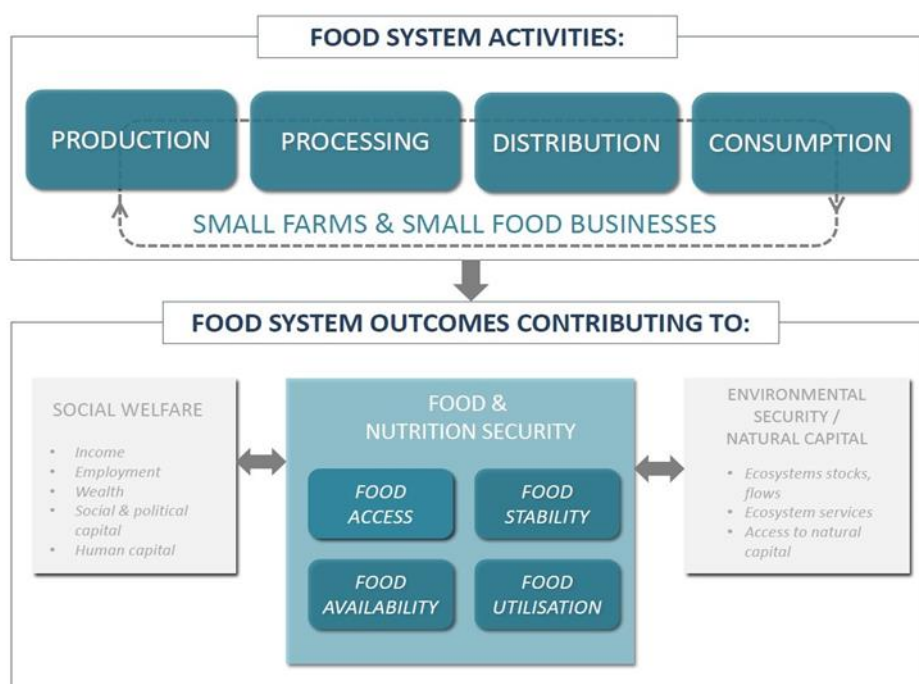 FOOD SYSTEM ACTIVITIES:
PRODUCTION
PROCESSING
DISTRIBUTION
CONSUMPTION
SMALL FARMS & SMALL FOOD BUSINESSES
FOOD SYSTEM OUTCOMES CONTRIBUTING TO:
SOCIAL WELFARE
• Income
• Employment
• Wealth
• Social & political
capital
• Human capital
FOOD &
NUTRITION SECURITY
FOOD
ACCESS
FOOD
STABILITY
FOOD
AVAILABILITY
FOOD
UTILISATION
ENVIRONMENTAL
SECURITY /
NATURAL CAPITAL
• Ecosystems stocks,
flows
• Ecosystem services
• Access to natural
capital